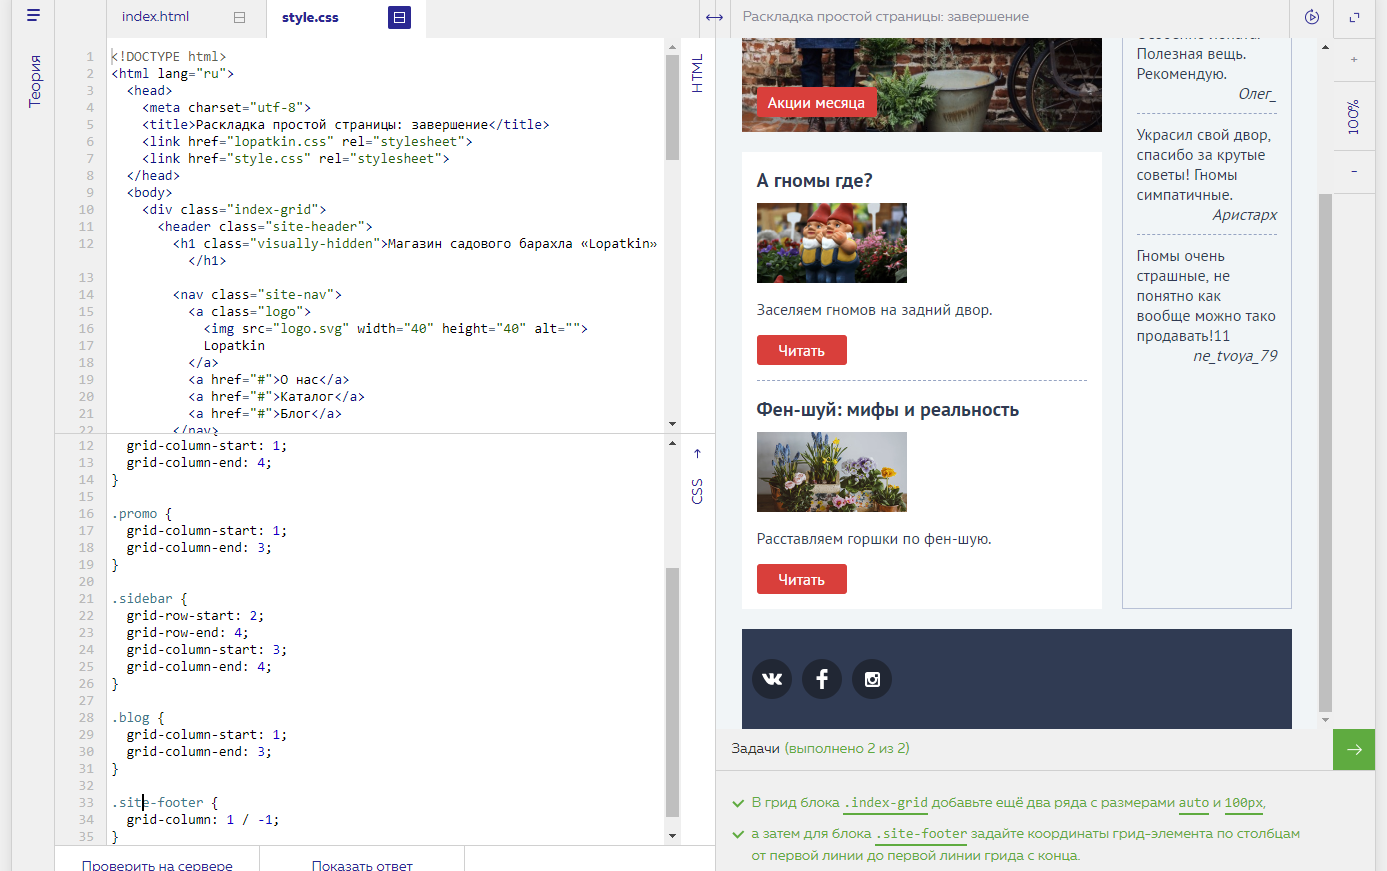 index.html
style.css
Раскладка простой страницы: завершение
Теория
1 <!DOCTYPE html>
2 <html lang="ru">
3 <head>
4 <meta charset="utf-8">
5 <title>Раскладка простой страницы: завершение</title>
6 <link href="lopatkin.css" rel="stylesheet">
7 <link href="style.css" rel="stylesheet">
8 </head>
9 <body>
10 <div class="index-grid">
11 <header class="site-header">
12 <h1 class="visually-hidden">Магазин садового барахла «Lopatkin»
</h1>
13
14 <nav class="site-nav">
15 <a class="logo">
16 <img src="logo.svg" width="40" height="40" alt="">
17 Lopatkin
18 </a>
19 <a href="#">О нас</a>
20 <a href="#">Каталог</a>
21 <a href="#">Блог</a>
22 </nav>
HTML
12 grid-column-start: 1;
13 grid-column-end: 4;
14 }
15
16 .promo {
17 grid-column-start: 1;
18 grid-column-end: 3;
19 }
20
21 .sidebar {
22 grid-row-start: 2;
23 grid-row-end: 4;
24 grid-column-start: 3;
25 grid-column-end: 4;
26 }
27
28 .blog {
29 grid-column-start: 1;
30 grid-column-end: 3;
31 }
32
33 .site-footer {
34 grid-column: 1 / -1;
35 }
CSS
Проверить на сервере
Показать ответ
Акции месяца
А гномы где?
Заселяем гномов на задний двор.
Читать
Фен-шуй: мифы и реальность
Расставляем горшки по фен-шую.
Читать
Полезная вещь.
Рекомендую.
Олег_
Украсил свой двор,
спасибо за крутые
советы! Гномы
симпатичные.
Аристарх
Гномы очень
страшные, не
понятно как
вообще можно тако
продавать!11
ne_tvoya_79
+
100%
-
Задачи (выполнено 2 из 2)
В грид блока .index-grid добавьте ещё два ряда с размерами auto и 100px,
а затем для блока .site-footer задайте координаты грид-элемента по столбцам
от первой линии до первой линии грида с конца.